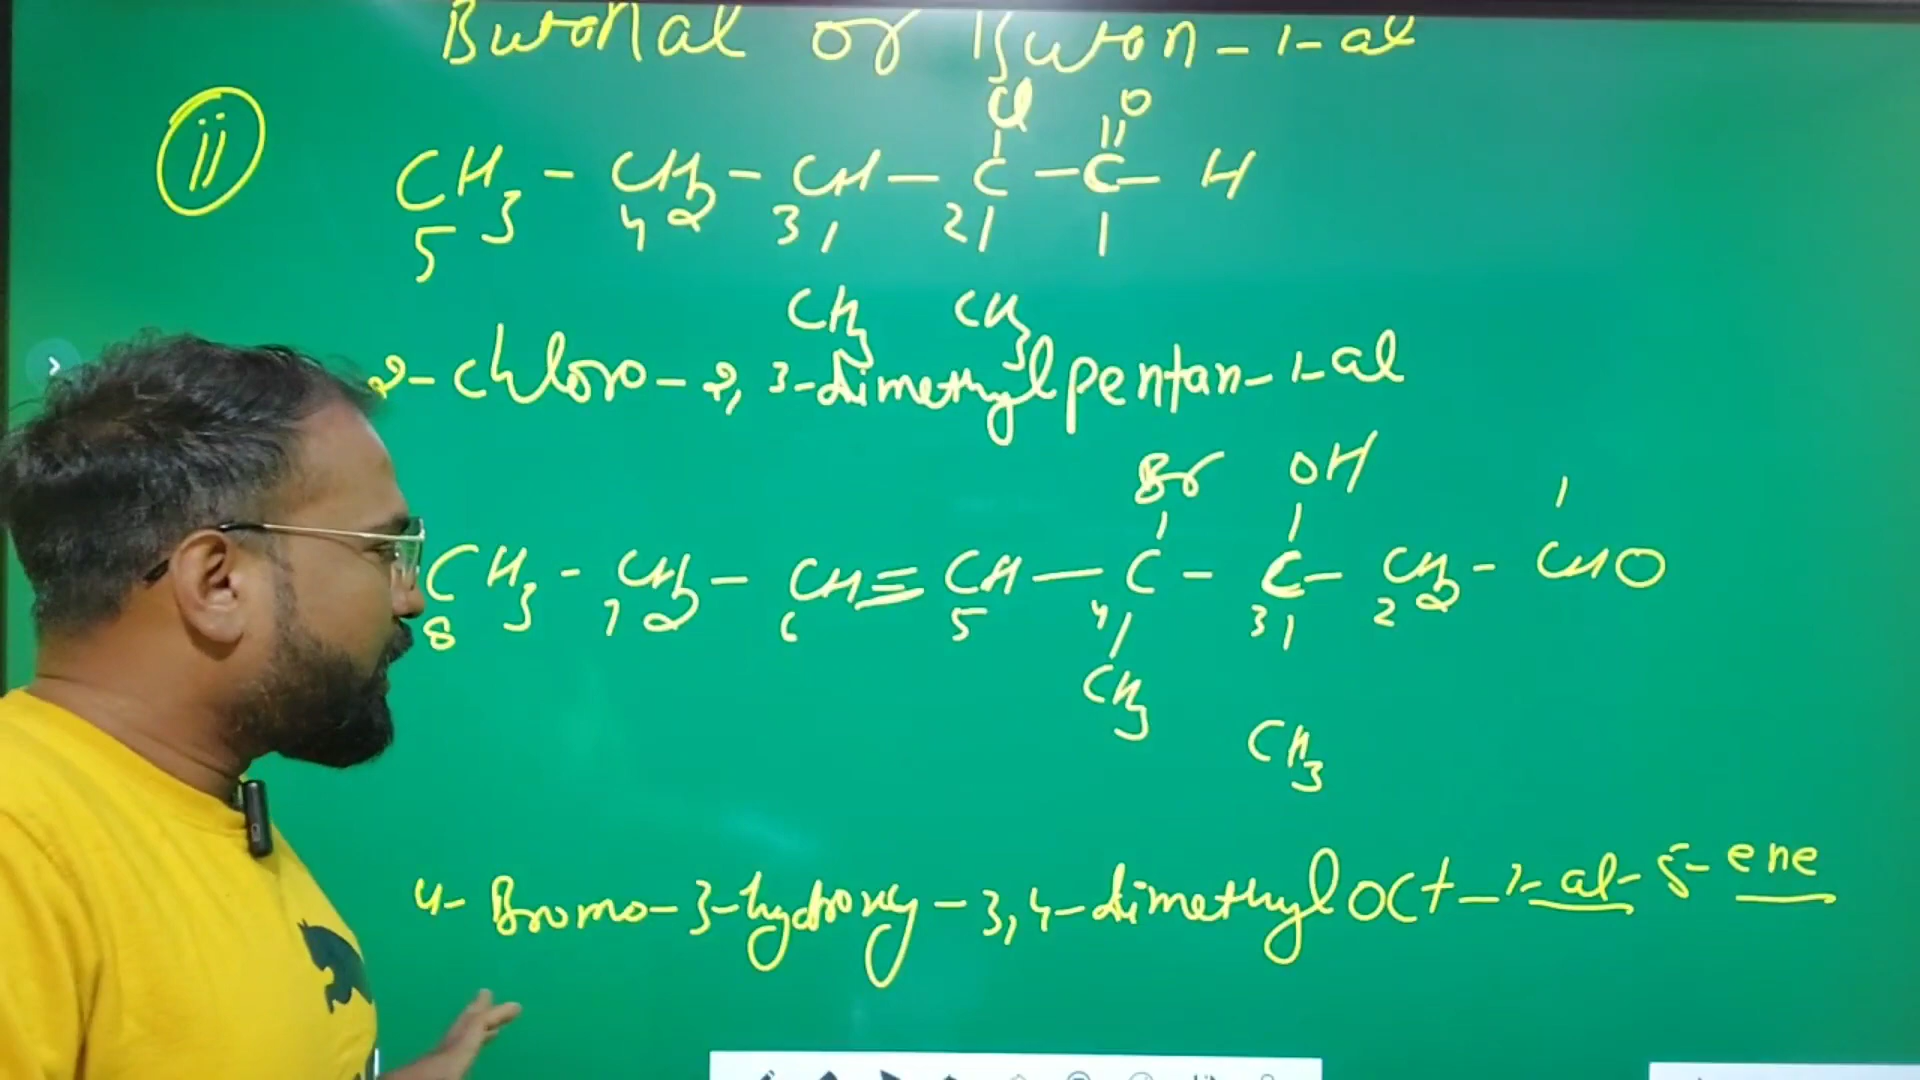 Butanal or Butan-1-al
ii
Cl O
CH3 - CH2 - CH - C - C - H
5 4 3 2 1
CH3 CH3
2-chloro-2,3-dimethylpentan-1-al
Br OH 1
CH3 - CH2 - CH ≡ CH - C - C - CH2 - CHO
8 7 6 5 4 3 2
CH3
CH3
4-Bromo-3-hydroxy-3,4-dimethyl oct-1-al-5-ene